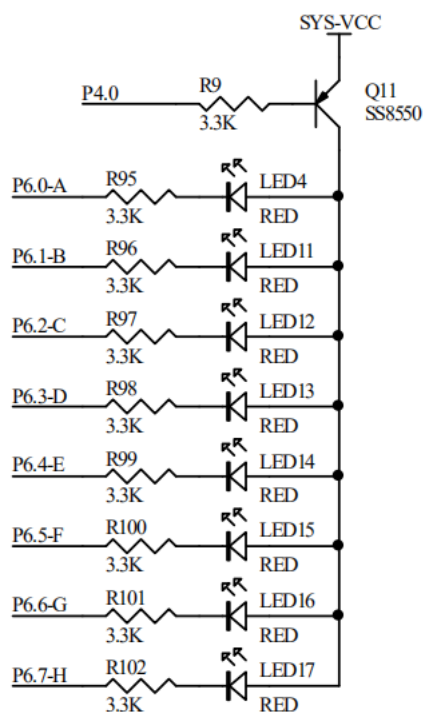 SYS-VCC
P4.0
R9
3.3K
Q11
SS8550
P6.0-A
R95
3.3K
LED4
RED
P6.1-B
R96
3.3K
LED11
RED
P6.2-C
R97
3.3K
LED12
RED
P6.3-D
R98
3.3K
LED13
RED
P6.4-E
R99
3.3K
LED14
RED
P6.5-F
R100
3.3K
LED15
RED
P6.6-G
R101
3.3K
LED16
RED
P6.7-H
R102
3.3K
LED17
RED